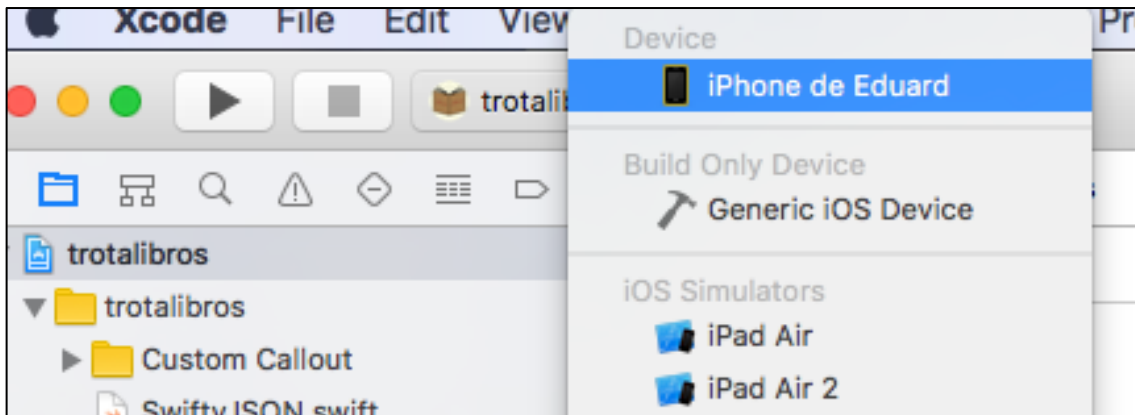 Xcode File Edit View
Device
iPhone de Eduard
trotalib
Build Only Device
Generic iOS Device
trotalibros
trotalibros
iOS Simulators
iPad Air
Custom Callout
iPad Air 2
SwiftyJSON.swift